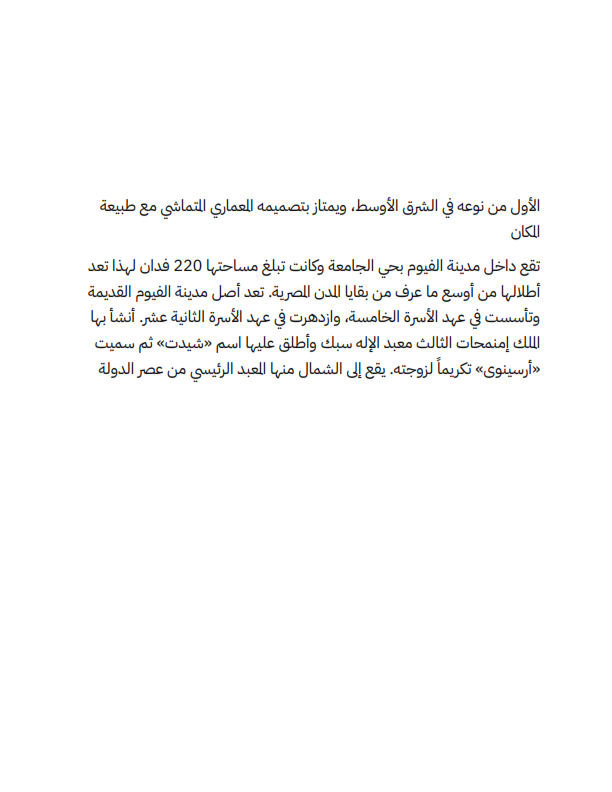 الأول من نوعه في الشرق الأوسط، ويمتاز بتصميمه المعماري المتماشي مع طبيعة
المكان
تقع داخل مدينة الفيوم بحي الجامعة وكانت تبلغ مساحتها 220 فدان لهذا تعد
أطلالها من أوسع ما عرف من بقايا المدن المصرية. تعد أصل مدينة الفيوم القديمة
وتأسست في عهد الأسرة الخامسة، وازدهرت في عهد الأسرة الثانية عشر. أنشأ بها
الملك إمنمحات الثالث معبد الإله سبك وأطلق عليها اسم «شيدت» ثم سميت
«أرسينوى» تكريماً لزوجته. يقع إلى الشمال منها المعبد الرئيسي من عصر الدولة